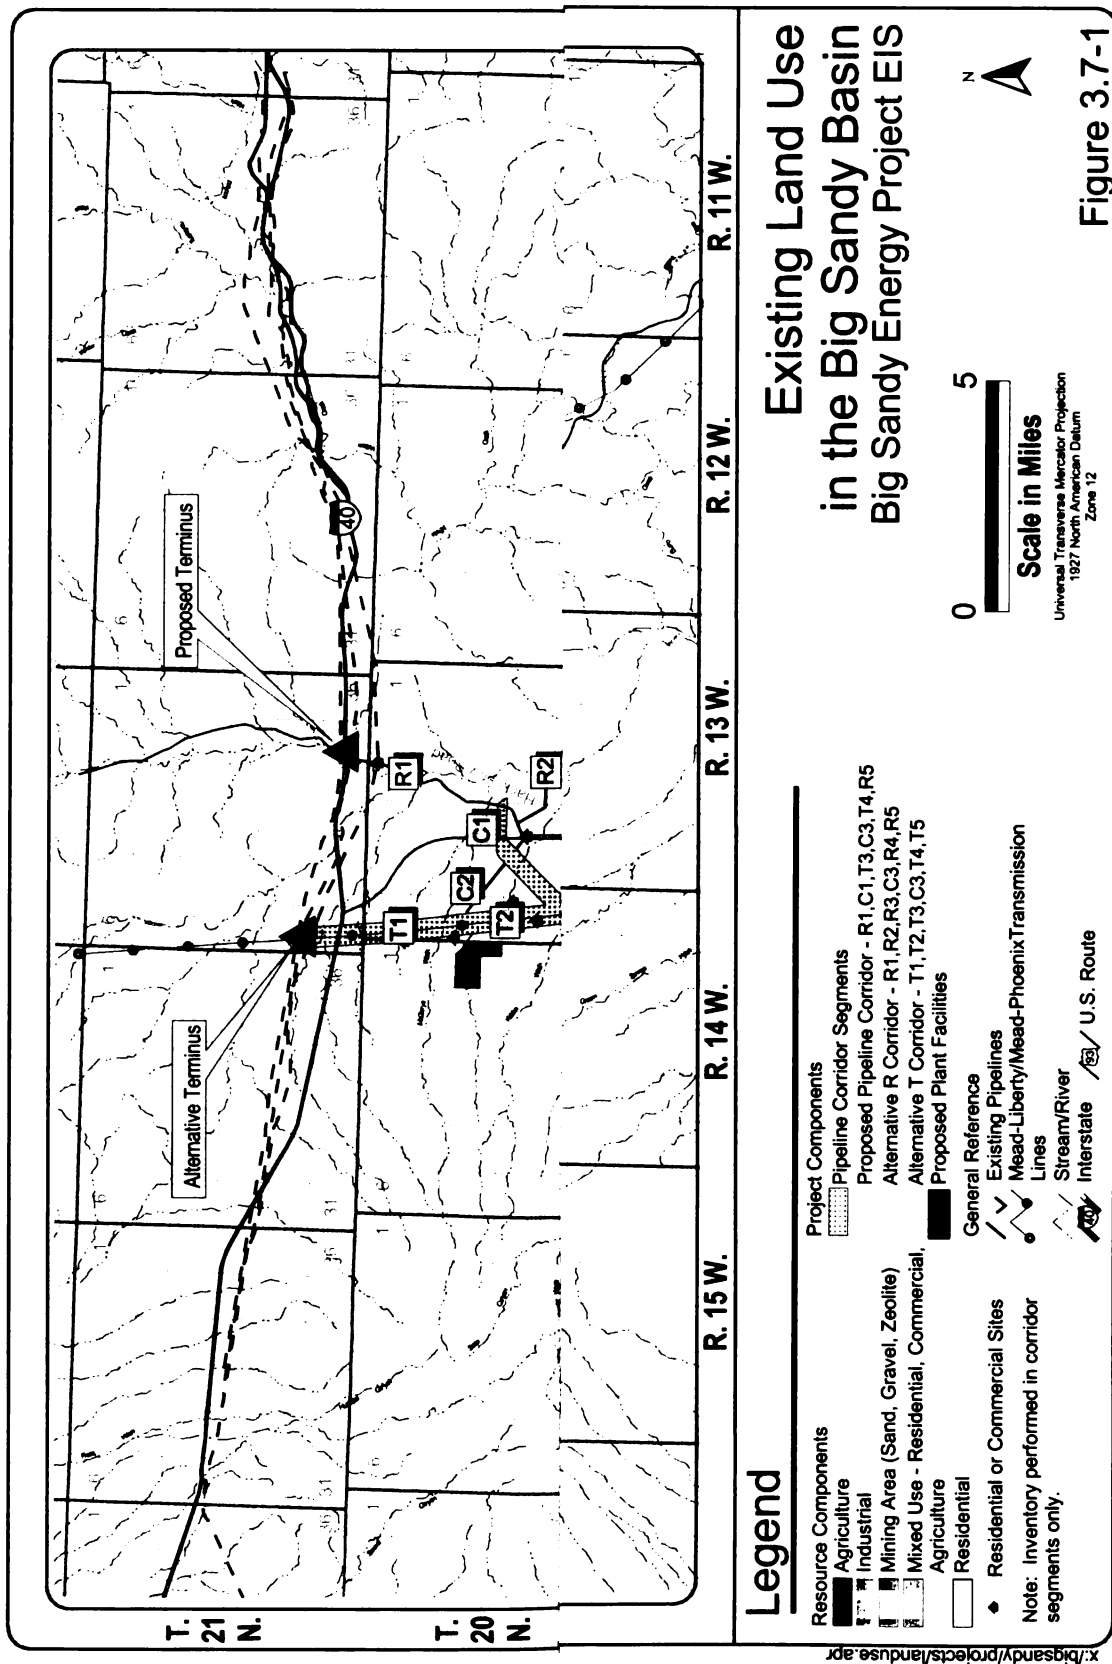 Existing Land Use
in the Big Sandy Basin
Big Sandy Energy Project EIS
N
0
5
Scale in Miles
Universal Transverse Mercator Projection
1927 North American Datum
Zone 12
Figure 3.7-1
Legend
Resource Components
Agriculture
Industrial
Mining Area (Sand, Gravel, Zeolite)
Mixed Use - Residential, Commercial,
Agriculture
Residential
Residential or Commercial Sites
Note: Inventory performed in corridor
segments only.
Project Components
Pipeline Corridor Segments
Proposed Pipeline Corridor - R1,C1,T3,C3,T4,R5
Alternative R Corridor - R1,R2,R3,C3,R4,R5
Alternative T Corridor - T1,T2,T3,C3,T4,T5
Proposed Plant Facilities
General Reference
Existing Pipelines
Mead-Liberty/Mead-PhoenixTransmission
Lines
Stream/River
Interstate
93
U.S. Route
40
T.
21
N.
T.
20
N.
R. 15 W.
R. 14 W.
R. 13 W.
R. 12 W.
R. 11 W.
Alternative Terminus
Proposed Terminus
40
T1
T2
C2
C1
R1
R2
x:/bigsandy/projects/landuse.apr